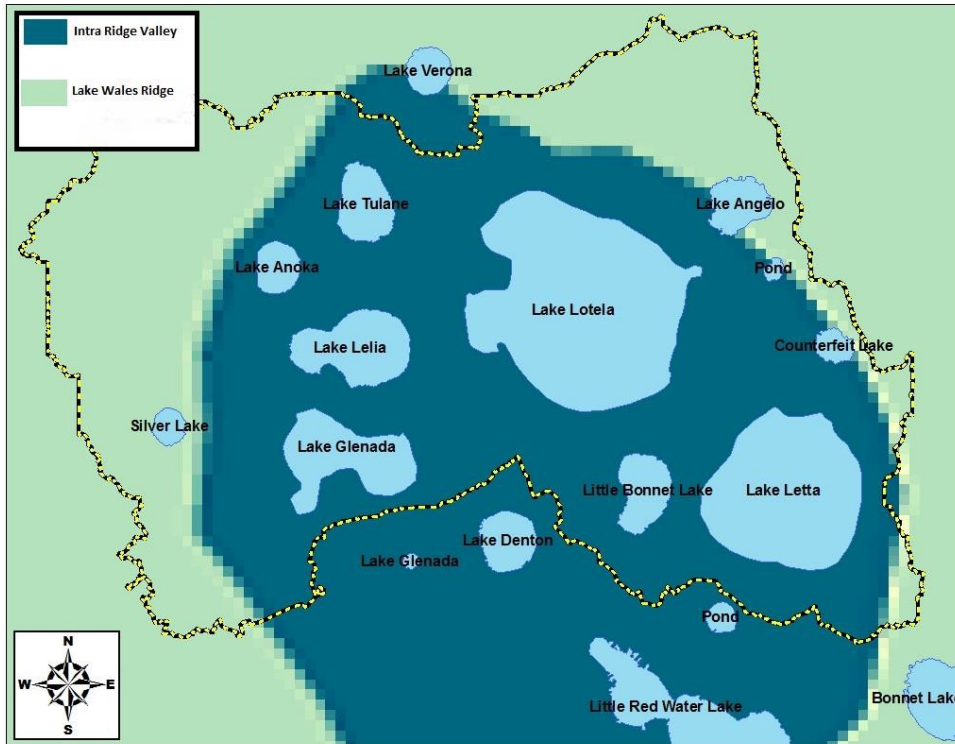 Intra Ridge Valley
Lake Wales Ridge
Lake Verona
Lake Tulane
Lake Angelo
Lake Anoka
Pond
Lake Lotela
Lake Lelia
Counterfeit Lake
Silver Lake
Lake Glenada
Little Bonnet Lake
Lake Letta
Lake Denton
Lake Glenada
Pond
N
W E
S
Little Red Water Lake
Bonnet Lake